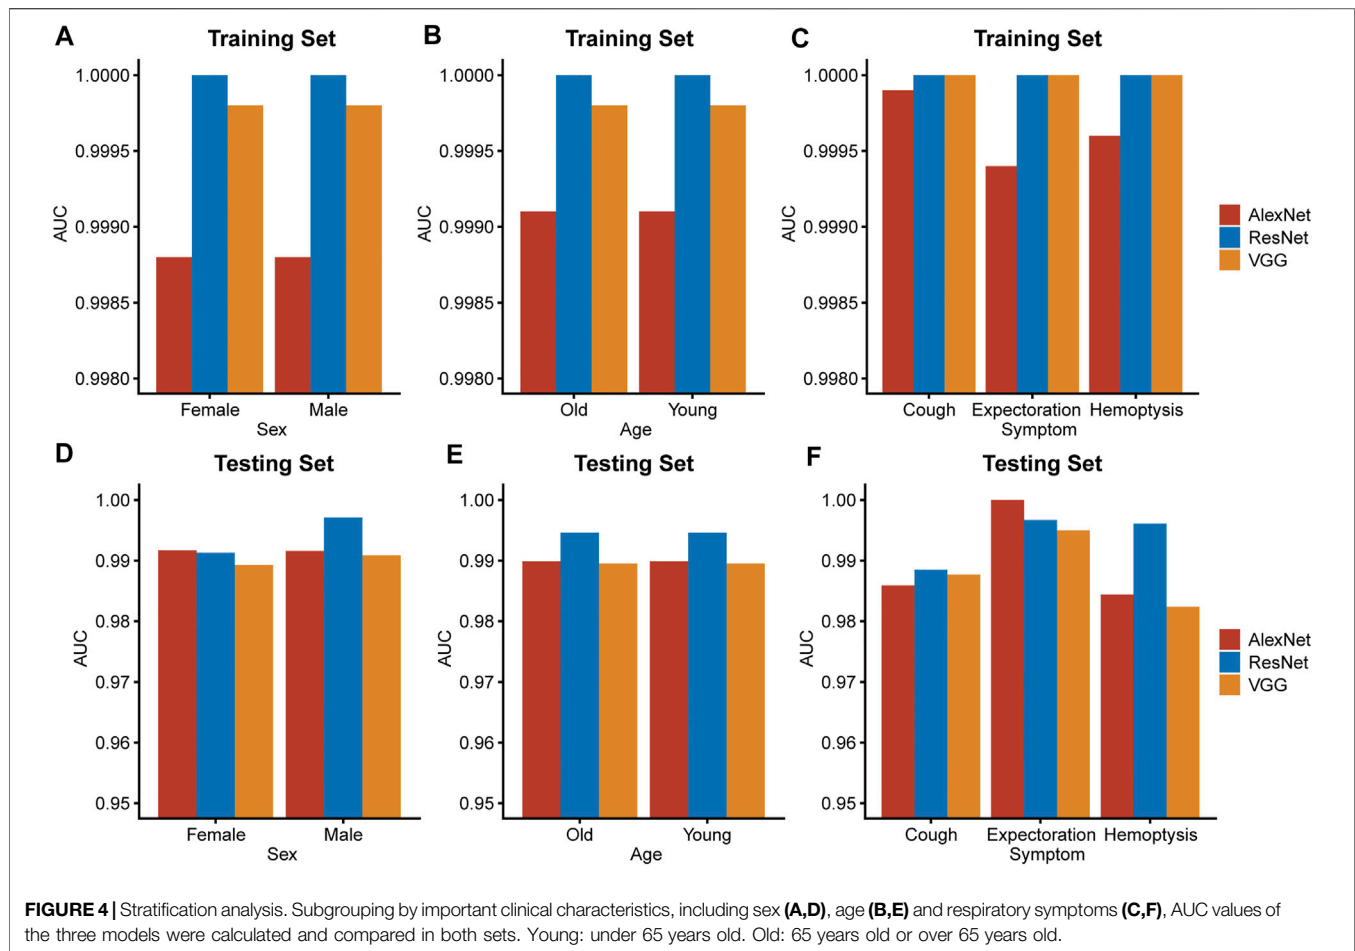 A
Training Set
1.0000
0.9995
0.9990
0.9985
0.9980
AUC
Female
Male
Sex
B
Training Set
1.0000
0.9995
0.9990
0.9985
0.9980
AUC
Old
Young
Age
C
Training Set
1.0000
0.9995
0.9990
0.9985
0.9980
AUC
Cough
Expectoration
Hemoptysis
Symptom
AlexNet
ResNet
VGG
D
Testing Set
1.00
0.99
0.98
0.97
0.96
0.95
AUC
Female
Male
Sex
E
Testing Set
1.00
0.99
0.98
0.97
0.96
0.95
AUC
Old
Young
Age
F
Testing Set
1.00
0.99
0.98
0.97
0.96
0.95
AUC
Cough
Expectoration
Hemoptysis
Symptom
AlexNet
ResNet
VGG
FIGURE 4 | Stratification analysis. Subgrouping by important clinical characteristics, including sex (A,D), age (B,E) and respiratory symptoms (C,F), AUC values of
the three models were calculated and compared in both sets. Young: under 65 years old. Old: 65 years old or over 65 years old.